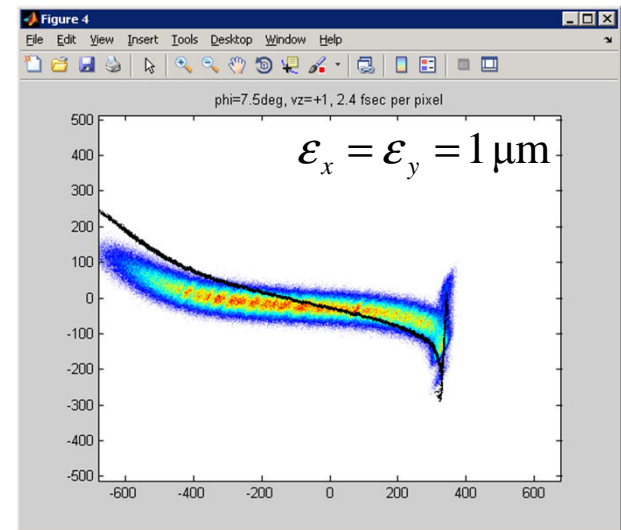 Figure 4
File Edit View Insert Tools Desktop Window Help
phi=7.5deg, vz=+1, 2.4 fsec per pixel
εx = εy = 1 μm
500
400
300
200
100
0
-100
-200
-300
-400
-500
-600 -400 -200 0 200 400 600